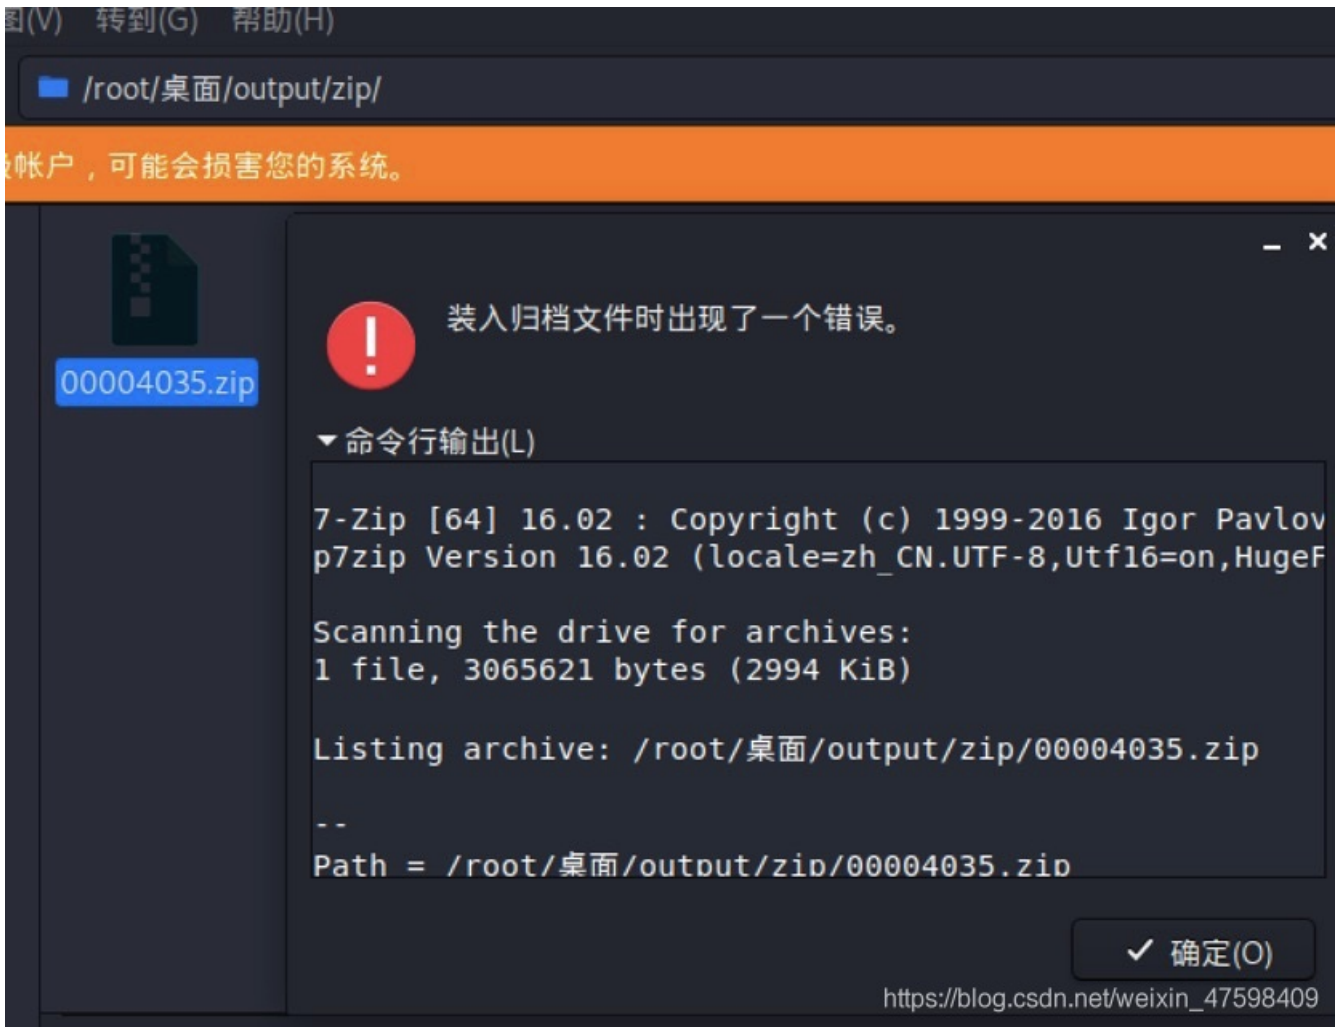 图(V) 转到(G) 帮助(H)
/root/桌面/output/zip/
帐户，可能会损害您的系统。
装入归档文件时出现了一个错误。
00004035.zip
命令行输出(L)
7-Zip [64] 16.02 : Copyright (c) 1999-2016 Igor Pavlov
p7zip Version 16.02 (locale=zh_CN.UTF-8,Utf16=on,HugeF
Scanning the drive for archives:
1 file, 3065621 bytes (2994 KiB)
Listing archive: /root/桌面/output/zip/00004035.zip
--
Path = /root/桌面/output/zip/00004035.zip
确定(O)
https://blog.csdn.net/weixin_47598409